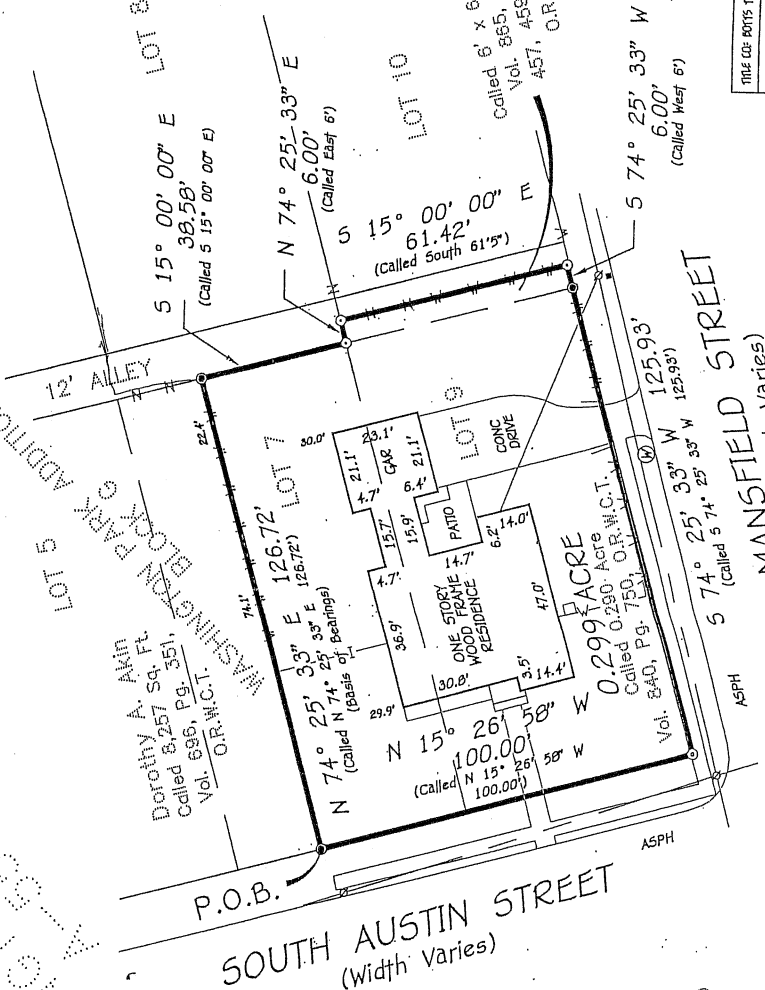 LOT 8
LOT 10
Called 6' x 6
Vol. 865,
457, 459
O.R.
TITLE CO:
S 15° 00' 00" E
38.58'
(Called S 15° 00' 00" E)
N 74° 25' 33" E
6.00'
(Called East 6')
S 15° 00' 00" E
61.42'
(Called South 61'5")
S 74° 25' 33" W
6.00'
(Called West 6')
12' ALLEY
WASHINGTON PARK ADDITIO
BLOCK G
LOT 5
LOT 7
LOT 9
22.4'
74.1'
30.0'
23.1'
21.1'
GAR
21.1'
4.7'
6.4'
15.7'
15.9'
PATIO
CONC
DRIVE
4.7'
14.7'
6.2'
14.0'
36.9'
ONE STORY
WOOD FRAME
RESIDENCE
47.0'
30.8'
3.5'
14.4'
29.9'
N 74° 25' 33" E 126.72'
(Called N 74° 25' 33" E 126.72')
(Basis of Bearings)
Dorothy A. Akin
Called 8,257 Sq. Ft.
Vol. 696, Pg. 351,
O.R.W.C.T.
0.299 ACRE
Called 0.290 Acre
Vol. 840, Pg. 750, O.R.W.C.T.
N 15° 26' 58" W
100.00'
(Called N 15° 26' 58" W
100.00')
W
S 74° 25' 33" W 125.93'
(Called S 74° 25' 33" W 125.93')
MANSFIELD STREET
Varies)
ASPH
ASPH
P.O.B.
SOUTH AUSTIN STREET
(Width Varies)